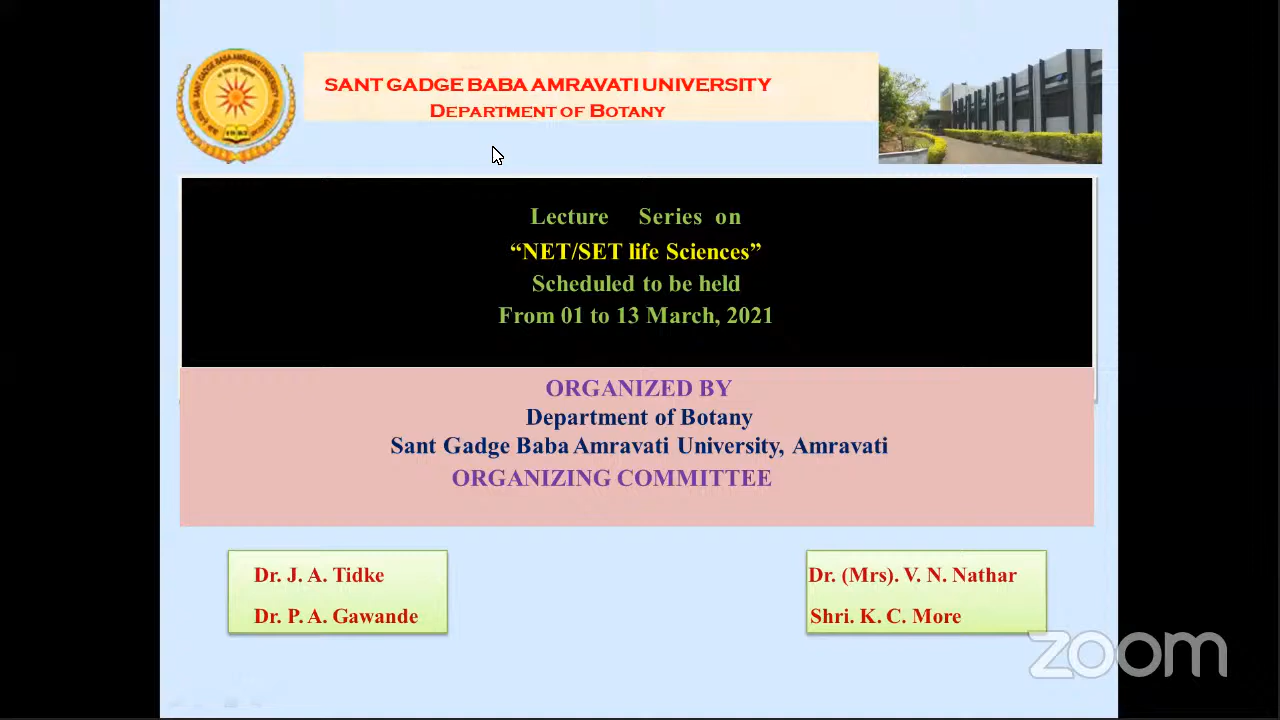 SANT GADGE BABA AMRAVATI UNIVERSITY
DEPARTMENT OF BOTANY
Lecture Series on
“NET/SET life Sciences”
Scheduled to be held
From 01 to 13 March, 2021
ORGANIZED BY
Department of Botany
Sant Gadge Baba Amravati University, Amravati
ORGANIZING COMMITTEE
Dr. J. A. Tidke
Dr. P. A. Gawande
Dr. (Mrs). V. N. Nathar
Shri. K. C. More
zoom